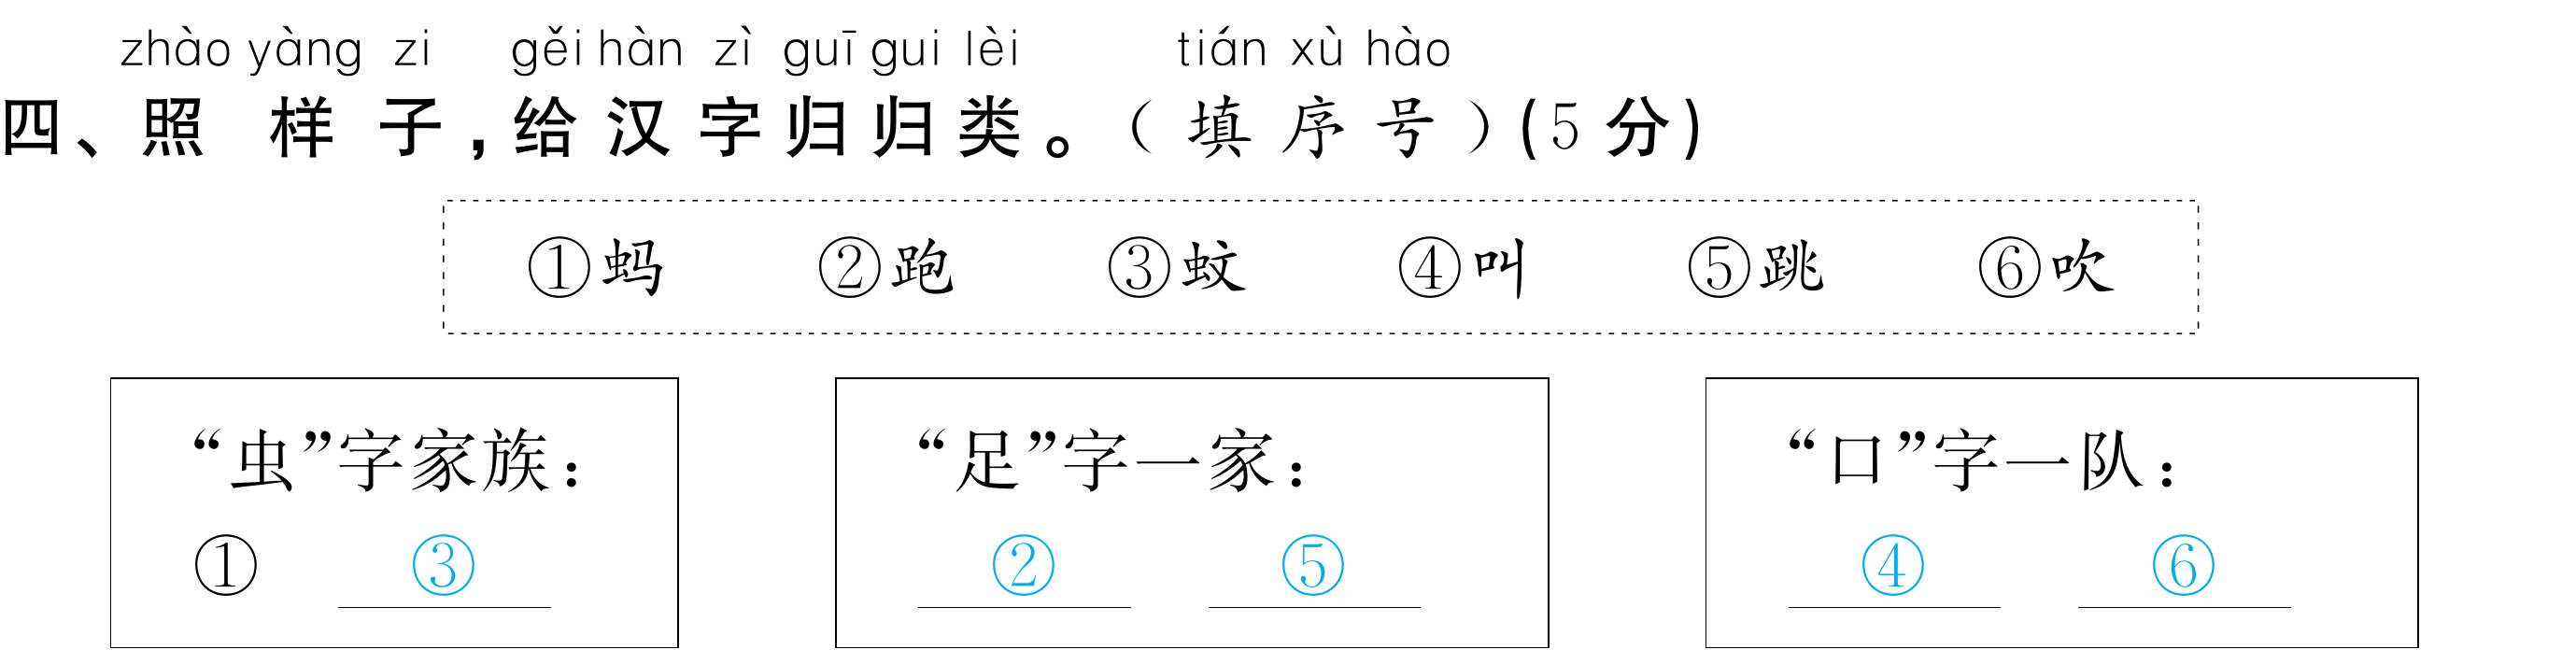 zhào yàng zi gěi hàn zì guī gui lèi tián xù hào
四、照样子,给汉字归归类。(填序号)(5分)
①蚂 ②跑 ③蚊 ④叫 ⑤跳 ⑥吹
“虫”字家族: “足”字一家: “口”字一队:
① ③ ② ⑤ ④ ⑥